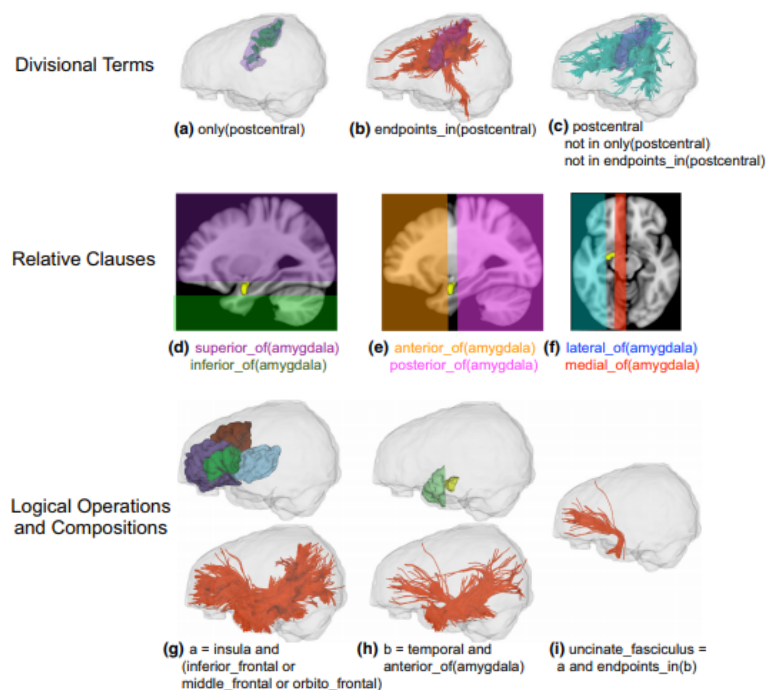 Divisional Terms
(a) only(postcentral)
(b) endpoints_in(postcentral)
(c) postcentral
not in only(postcentral)
not in endpoints_in(postcentral)
Relative Clauses
(d) superior_of(amygdala)
inferior_of(amygdala)
(e) anterior_of(amygdala)
posterior_of(amygdala)
(f) lateral_of(amygdala)
medial_of(amygdala)
Logical Operations
and Compositions
(g) a = insula and
(inferior_frontal or
middle_frontal or orbito_frontal)
(h) b = temporal and
anterior_of(amygdala)
(i) uncinate_fasciculus =
a and endpoints_in(b)